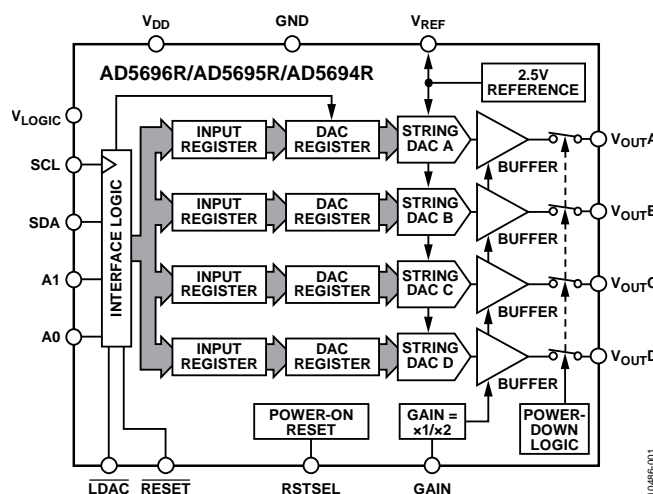 VDD
GND
VREF
AD5696R/AD5695R/AD5694R
2.5V
REFERENCE
VLOGIC
SCL
SDA
A1
A0
INTERFACE LOGIC
INPUT
REGISTER
DAC
REGISTER
STRING
DAC A
BUFFER
VOUTA
INPUT
REGISTER
DAC
REGISTER
STRING
DAC B
BUFFER
VOUTB
INPUT
REGISTER
DAC
REGISTER
STRING
DAC C
BUFFER
VOUTC
INPUT
REGISTER
DAC
REGISTER
STRING
DAC D
BUFFER
VOUTD
POWER-ON
RESET
GAIN =
×1/×2
POWER-
DOWN
LOGIC
LDAC
RESET
RSTSEL
GAIN
10486-001